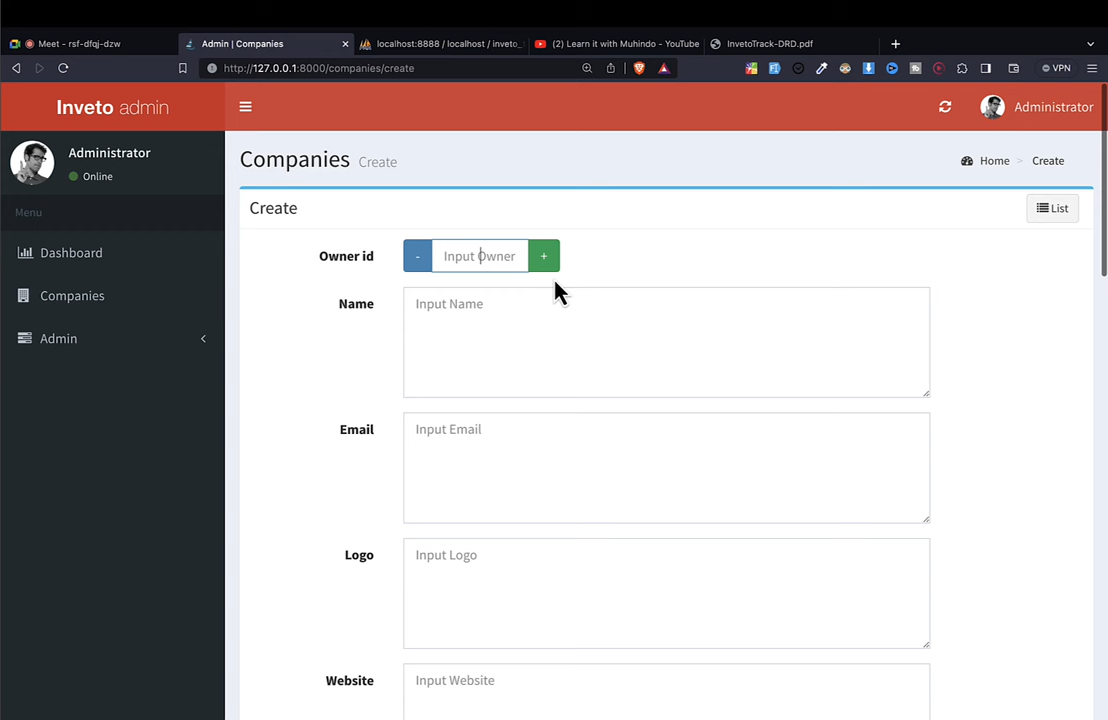 Meet - rsf-dfqj-dzw
Admin | Companies
localhost:8888 / localhost / inveto_
(2) Learn it with Muhindo - YouTube
InvetoTrack-DRD.pdf
http://127.0.0.1:8000/companies/create
VPN
Inveto admin
Administrator
Administrator
Online
Companies Create
Home > Create
Menu
Create
List
Dashboard
Owner id
-
Input Owner
+
Companies
Name
Input Name
Admin
Email
Input Email
Logo
Input Logo
Website
Input Website